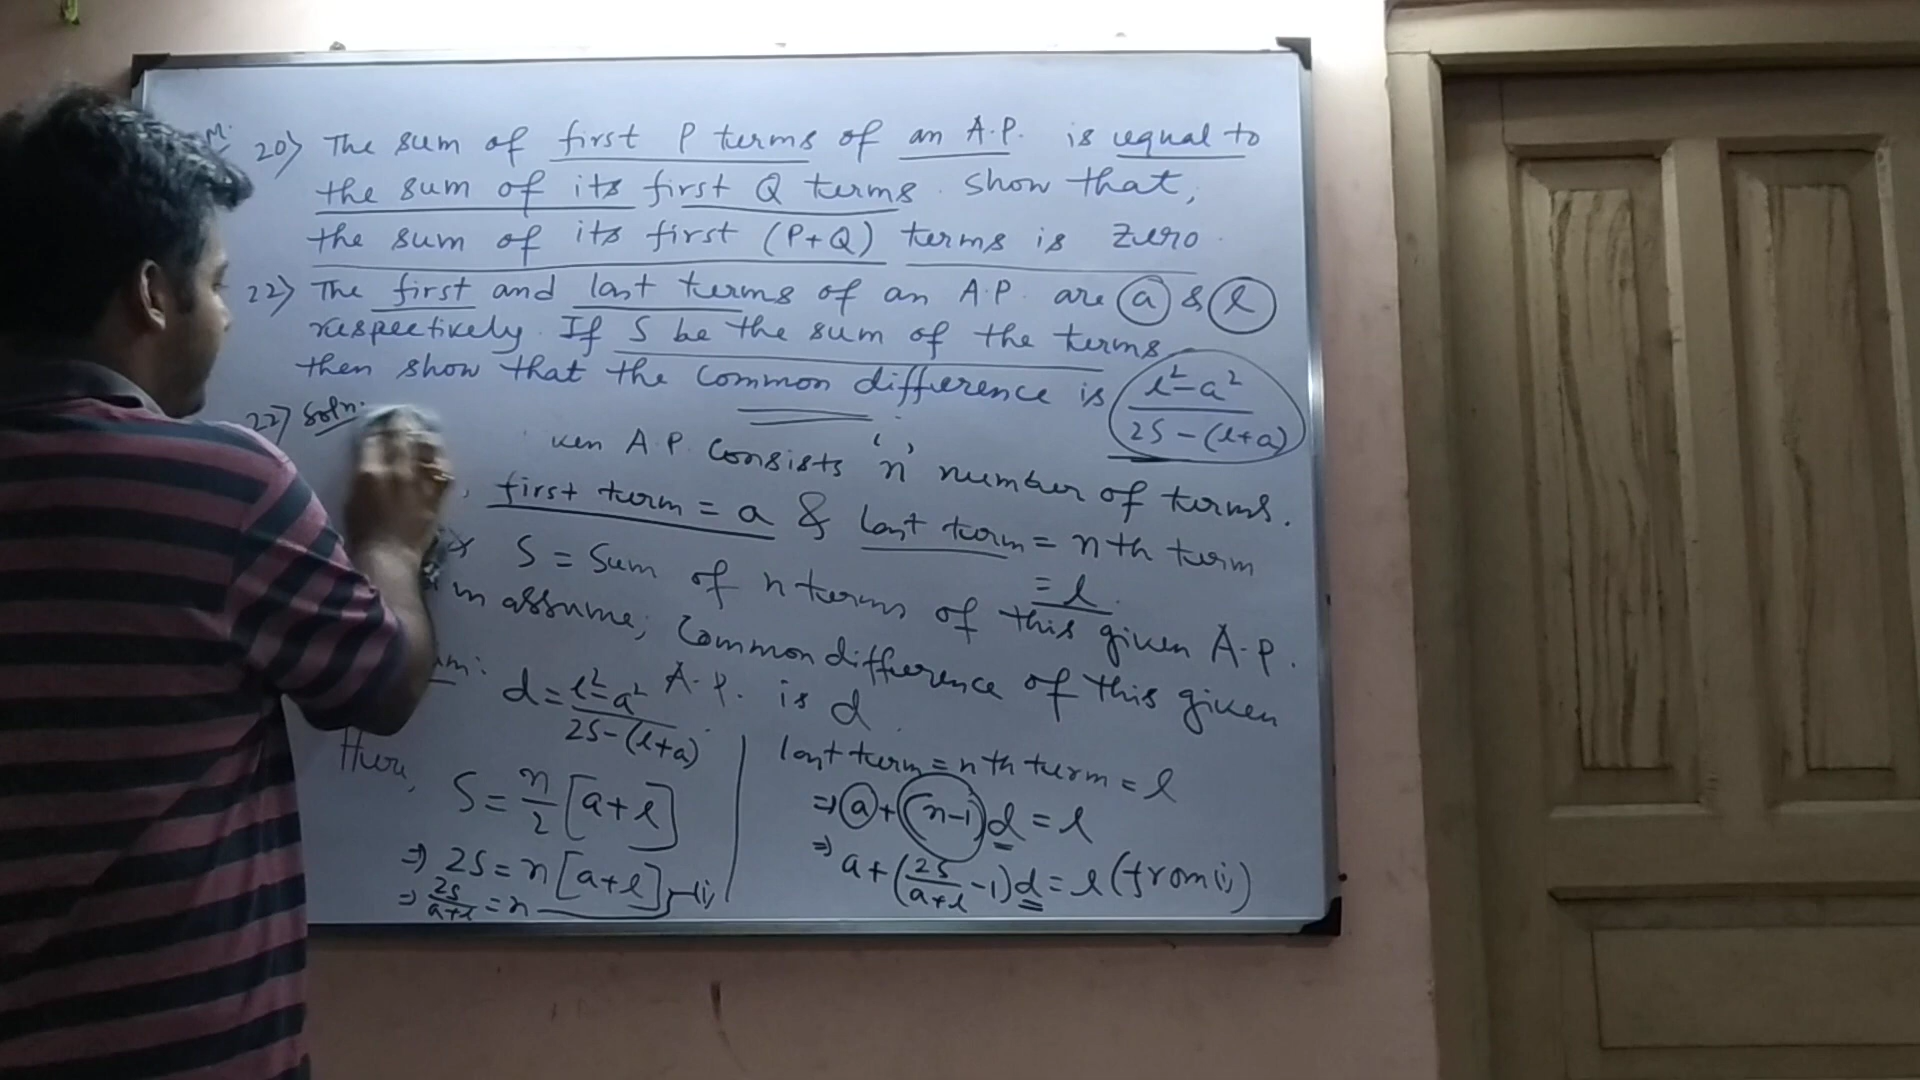 20) The sum of first P terms of an A.P. is equal to
the sum of its first Q terms. Show that,
the sum of its first (P+Q) terms is zero.
22) The first and last terms of an A.P. are a & l
respectively. If S be the sum of the terms,
then show that the common difference is (l²-a²)/(2S-(l+a))
22) Soln:
A.P. consists 'n' number of terms.
first term = a & last term = nth term
= l.
S = Sum of n terms of this given A.P.
assume, Common difference of this given
A.P. is d.
d = (l²-a²)/(2S-(l+a))
Here,
S = n/2 [a+l]
⇒ 2S = n[a+l]
⇒ 2S/(a+l) = n —(i)
last term = nth term = l
⇒ a+(n-1)d = l
⇒ a+(2S/(a+l) -1)d = l (from (i))